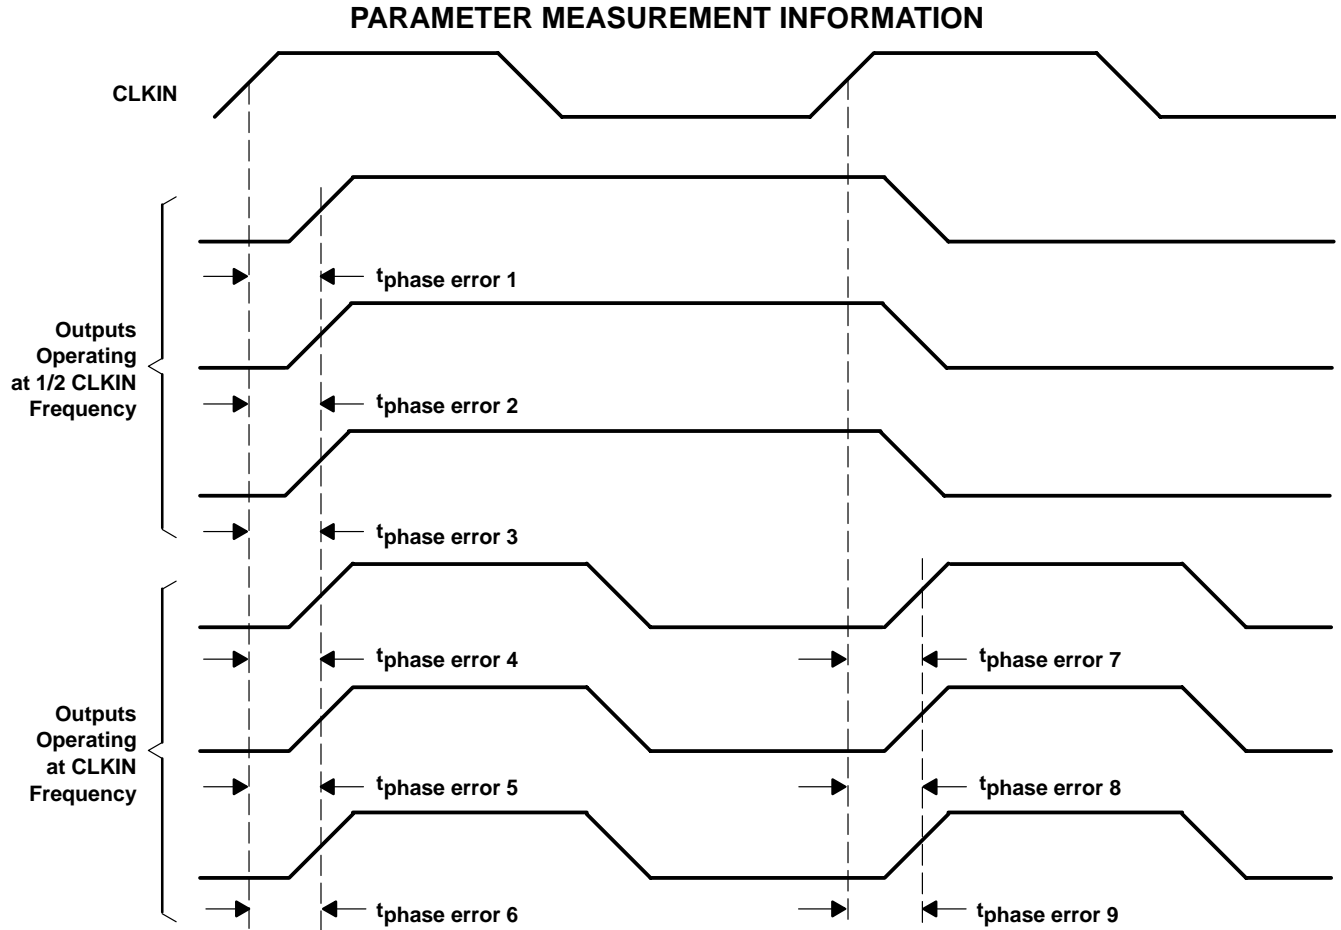 PARAMETER MEASUREMENT INFORMATION
CLKIN
tphase error 1
Outputs
Operating
at 1/2 CLKIN
Frequency
tphase error 2
tphase error 3
tphase error 4
tphase error 7
Outputs
Operating
at CLKIN
Frequency
tphase error 5
tphase error 8
tphase error 6
tphase error 9